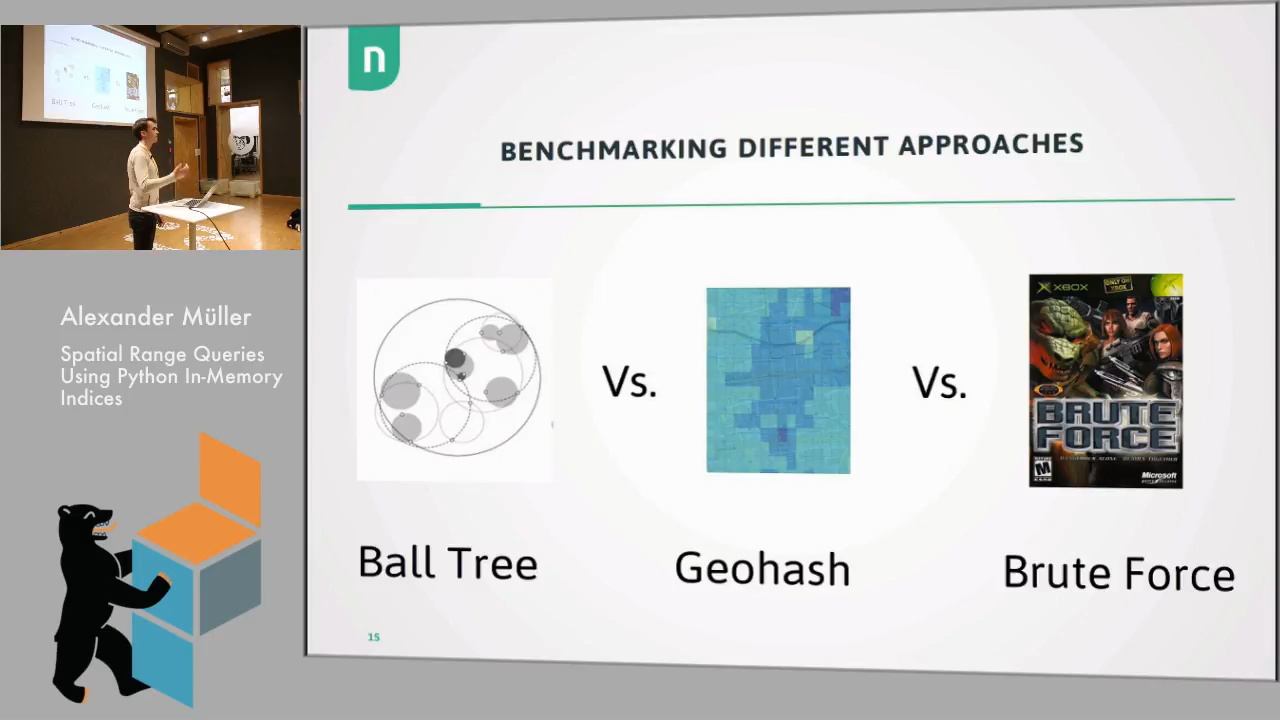 n
BENCHMARKING DIFFERENT APPROACHES
Alexander Müller
Spatial Range Queries
Using Python In-Memory
Indices
Vs.
Vs.
XBOX
ONLY ON
XBOX
BRUTE
FORCE
M
Microsoft
Ball Tree
Geohash
Brute Force
15